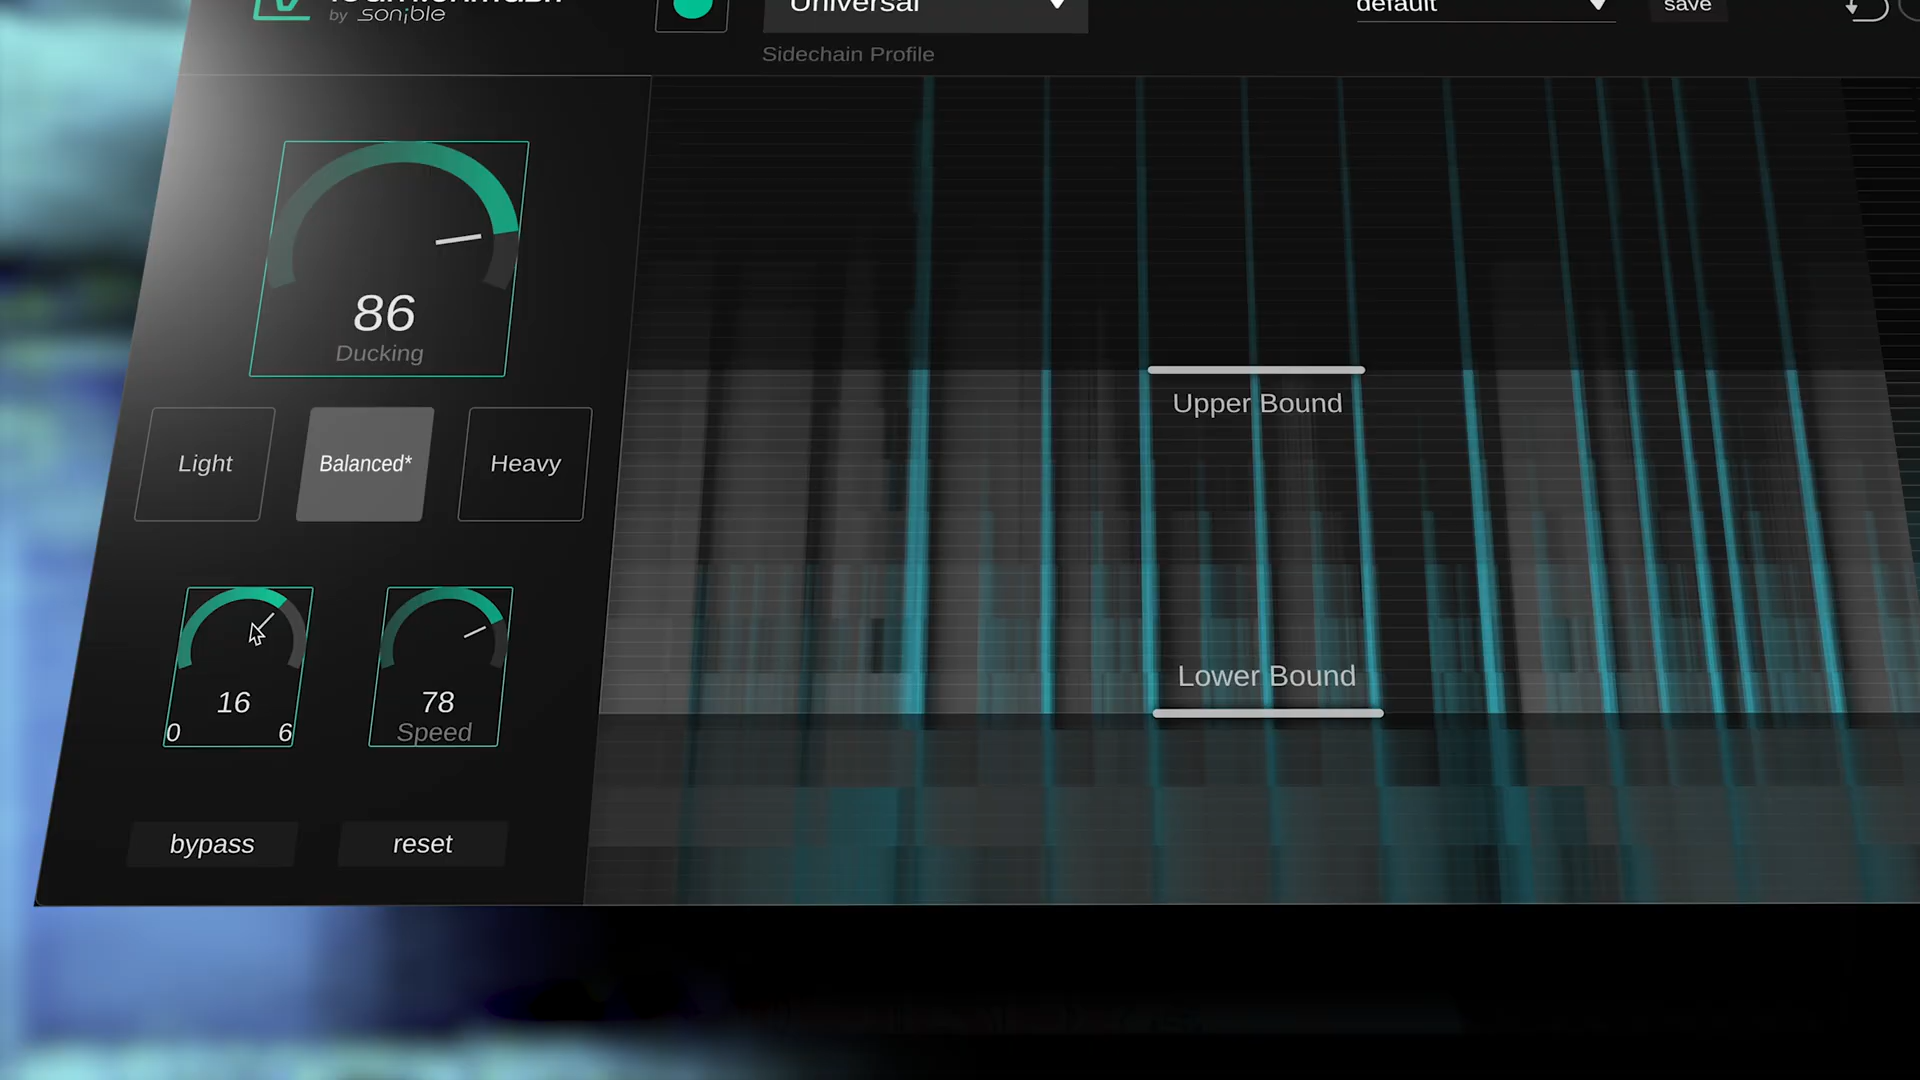 by sonible
Universal
default
save
Sidechain Profile
86
Ducking
Upper Bound
Light
Balanced*
Heavy
Lower Bound
16
78
0
6
Speed
bypass
reset